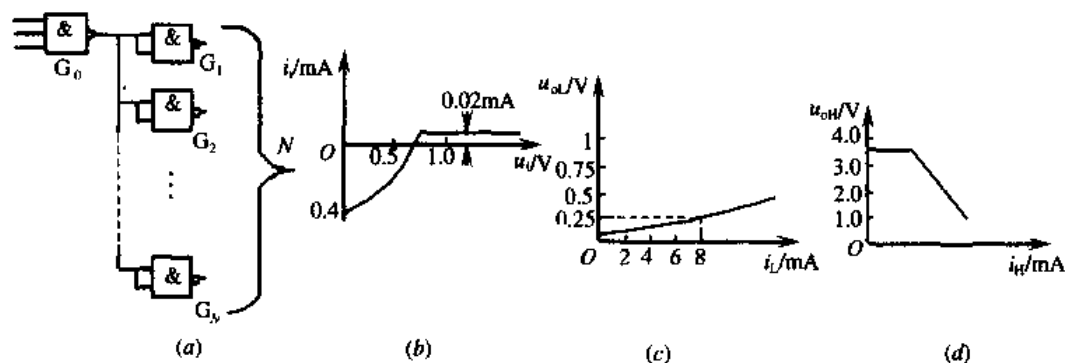 &
G₀
&
G₁
&
G₂
⋮
&
G_N
N
(a)
i_i/mA
0.02mA
O
0.5
1.0
u_i/V
0.4
(b)
u_oL/V
1
0.75
0.5
0.25
O
2
4
6
8
i_L/mA
(c)
u_oH/V
4.0
3.0
2.0
1.0
O
i_H/mA
(d)